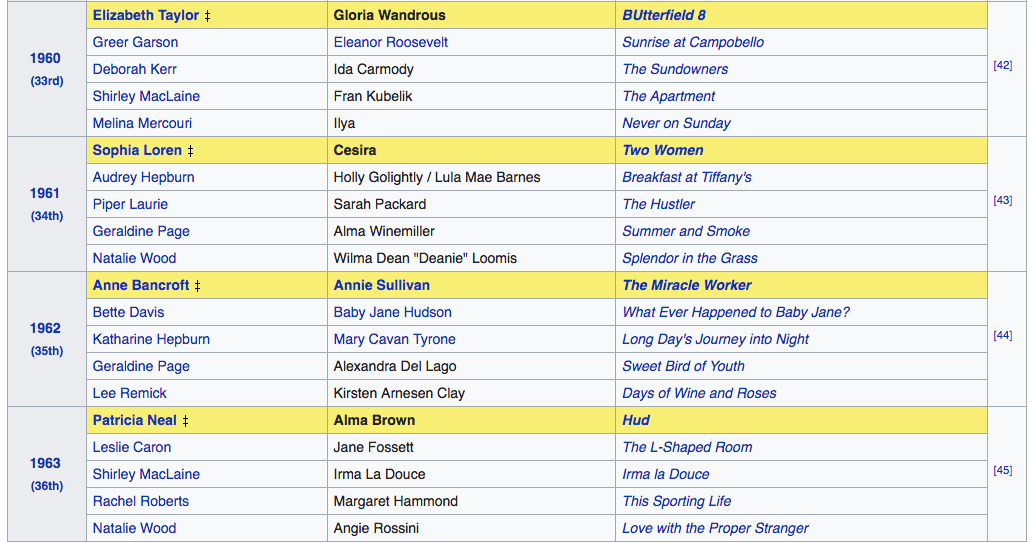 Elizabeth Taylor ‡ Gloria Wandrous BUtterfield 8
Greer Garson Eleanor Roosevelt Sunrise at Campobello
1960
(33rd)
Deborah Kerr Ida Carmody The Sundowners
[42]
Shirley MacLaine Fran Kubelik The Apartment
Melina Mercouri Ilya Never on Sunday
Sophia Loren ‡ Cesira Two Women
Audrey Hepburn Holly Golightly / Lula Mae Barnes Breakfast at Tiffany's
1961
(34th)
Piper Laurie Sarah Packard The Hustler
[43]
Geraldine Page Alma Winemiller Summer and Smoke
Natalie Wood Wilma Dean "Deanie" Loomis Splendor in the Grass
Anne Bancroft ‡ Annie Sullivan The Miracle Worker
Bette Davis Baby Jane Hudson What Ever Happened to Baby Jane?
1962
(35th)
Katharine Hepburn Mary Cavan Tyrone Long Day's Journey into Night
[44]
Geraldine Page Alexandra Del Lago Sweet Bird of Youth
Lee Remick Kirsten Arnesen Clay Days of Wine and Roses
Patricia Neal ‡ Alma Brown Hud
Leslie Caron Jane Fossett The L-Shaped Room
1963
(36th)
Shirley MacLaine Irma La Douce Irma la Douce
[45]
Rachel Roberts Margaret Hammond This Sporting Life
Natalie Wood Angie Rossini Love with the Proper Stranger